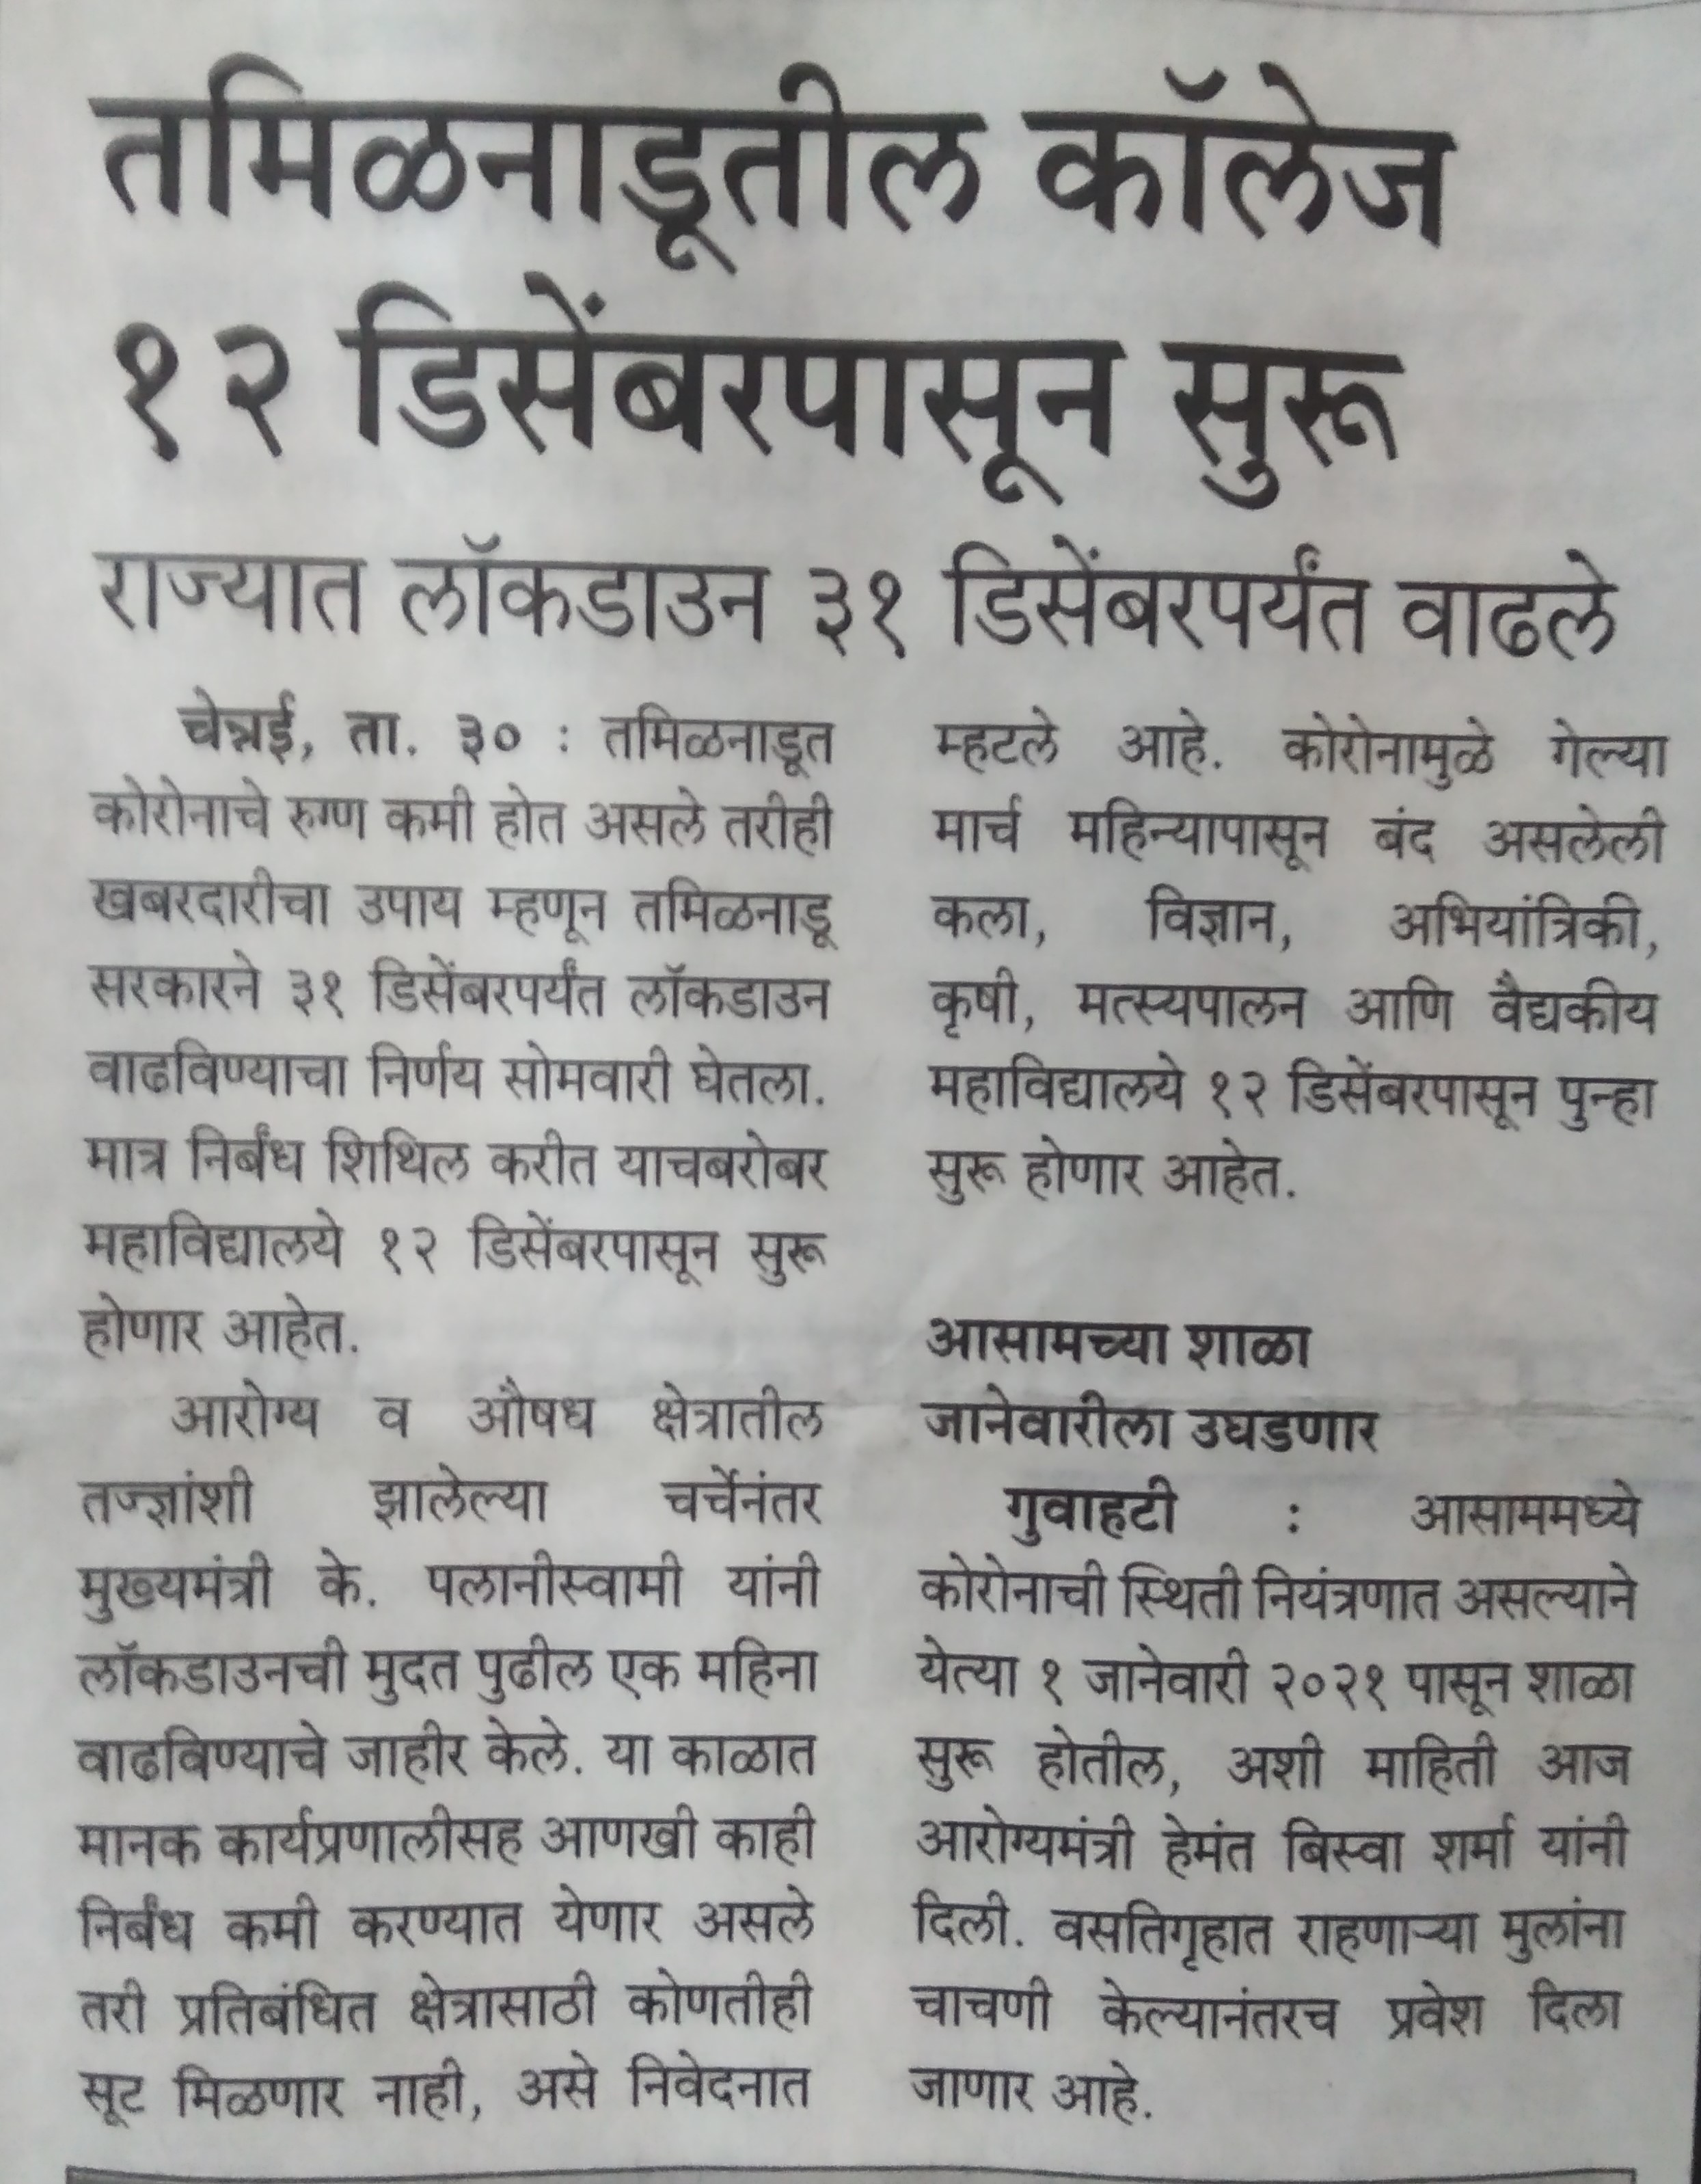 तमिळनाडूतील कॉलेज
१२ डिसेंबरपासून सुरू
राज्यात लॉकडाउन ३१ डिसेंबरपर्यंत वाढले
चेन्नई, ता. ३० : तमिळनाडूत
कोरोनाचे रुग्ण कमी होत असले तरीही
खबरदारीचा उपाय म्हणून तमिळनाडू
सरकारने ३१ डिसेंबरपर्यंत लॉकडाउन
वाढविण्याचा निर्णय सोमवारी घेतला.
मात्र निर्बंध शिथिल करीत याचबरोबर
महाविद्यालये १२ डिसेंबरपासून सुरू
होणार आहेत.
आरोग्य व औषध क्षेत्रातील
तज्ज्ञांशी झालेल्या चर्चेनंतर
मुख्यमंत्री के. पलानीस्वामी यांनी
लॉकडाउनची मुदत पुढील एक महिना
वाढविण्याचे जाहीर केले. या काळात
मानक कार्यप्रणालीसह आणखी काही
निर्बंध कमी करण्यात येणार असले
तरी प्रतिबंधित क्षेत्रासाठी कोणतीही
सूट मिळणार नाही, असे निवेदनात
म्हटले आहे. कोरोनामुळे गेल्या
मार्च महिन्यापासून बंद असलेली
कला, विज्ञान, अभियांत्रिकी,
कृषी, मत्स्यपालन आणि वैद्यकीय
महाविद्यालये १२ डिसेंबरपासून पुन्हा
सुरू होणार आहेत.
आसामच्या शाळा
जानेवारीला उघडणार
गुवाहटी : आसाममध्ये
कोरोनाची स्थिती नियंत्रणात असल्याने
येत्या १ जानेवारी २०२१ पासून शाळा
सुरू होतील, अशी माहिती आज
आरोग्यमंत्री हेमंत बिस्वा शर्मा यांनी
दिली. वसतिगृहात राहणाऱ्या मुलांना
चाचणी केल्यानंतरच प्रवेश दिला
जाणार आहे.